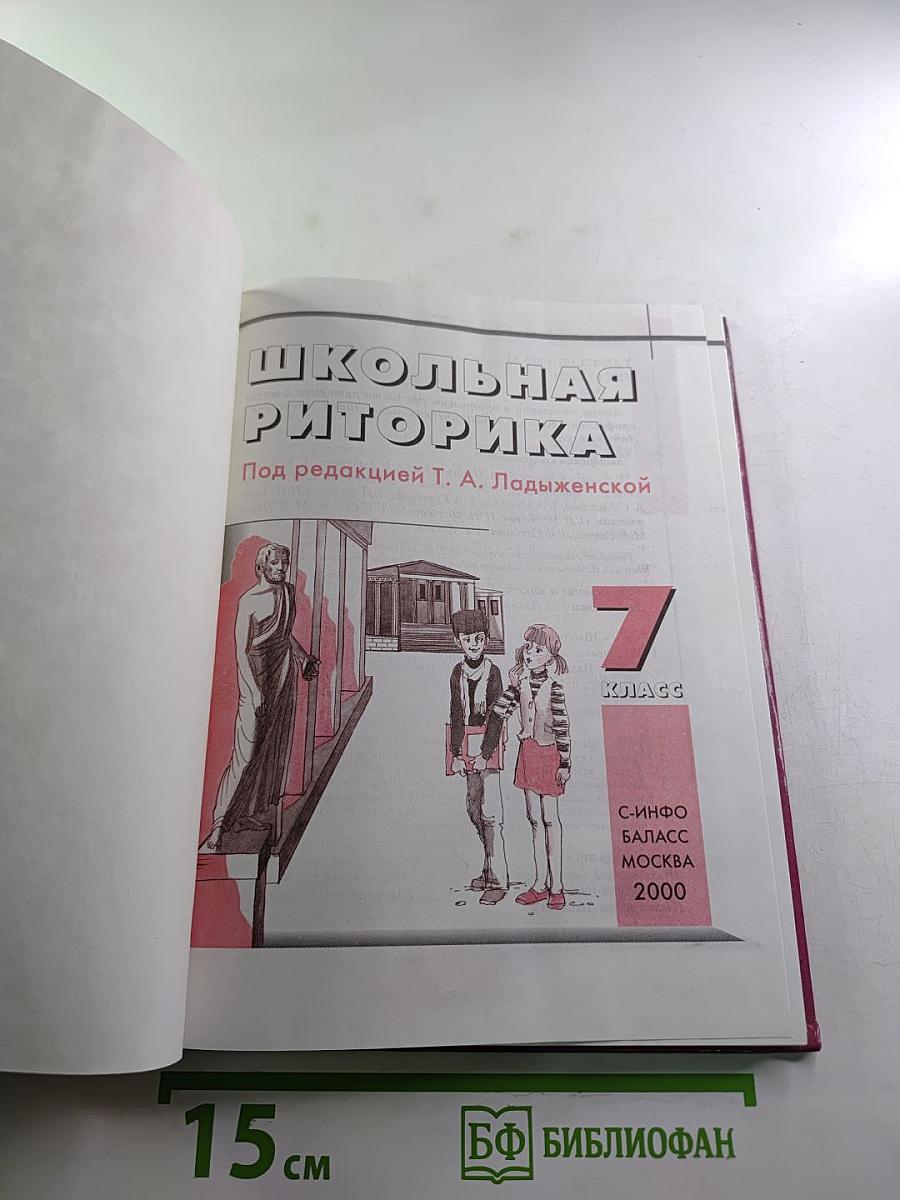 ШКОЛЬНАЯ
РИТОРИКА
Под редакцией Т. А. Ладыженской
7
КЛАСС
С-ИНФО
БАЛАСС
МОСКВА
2000
15 см
БФ БИБЛИОФАН